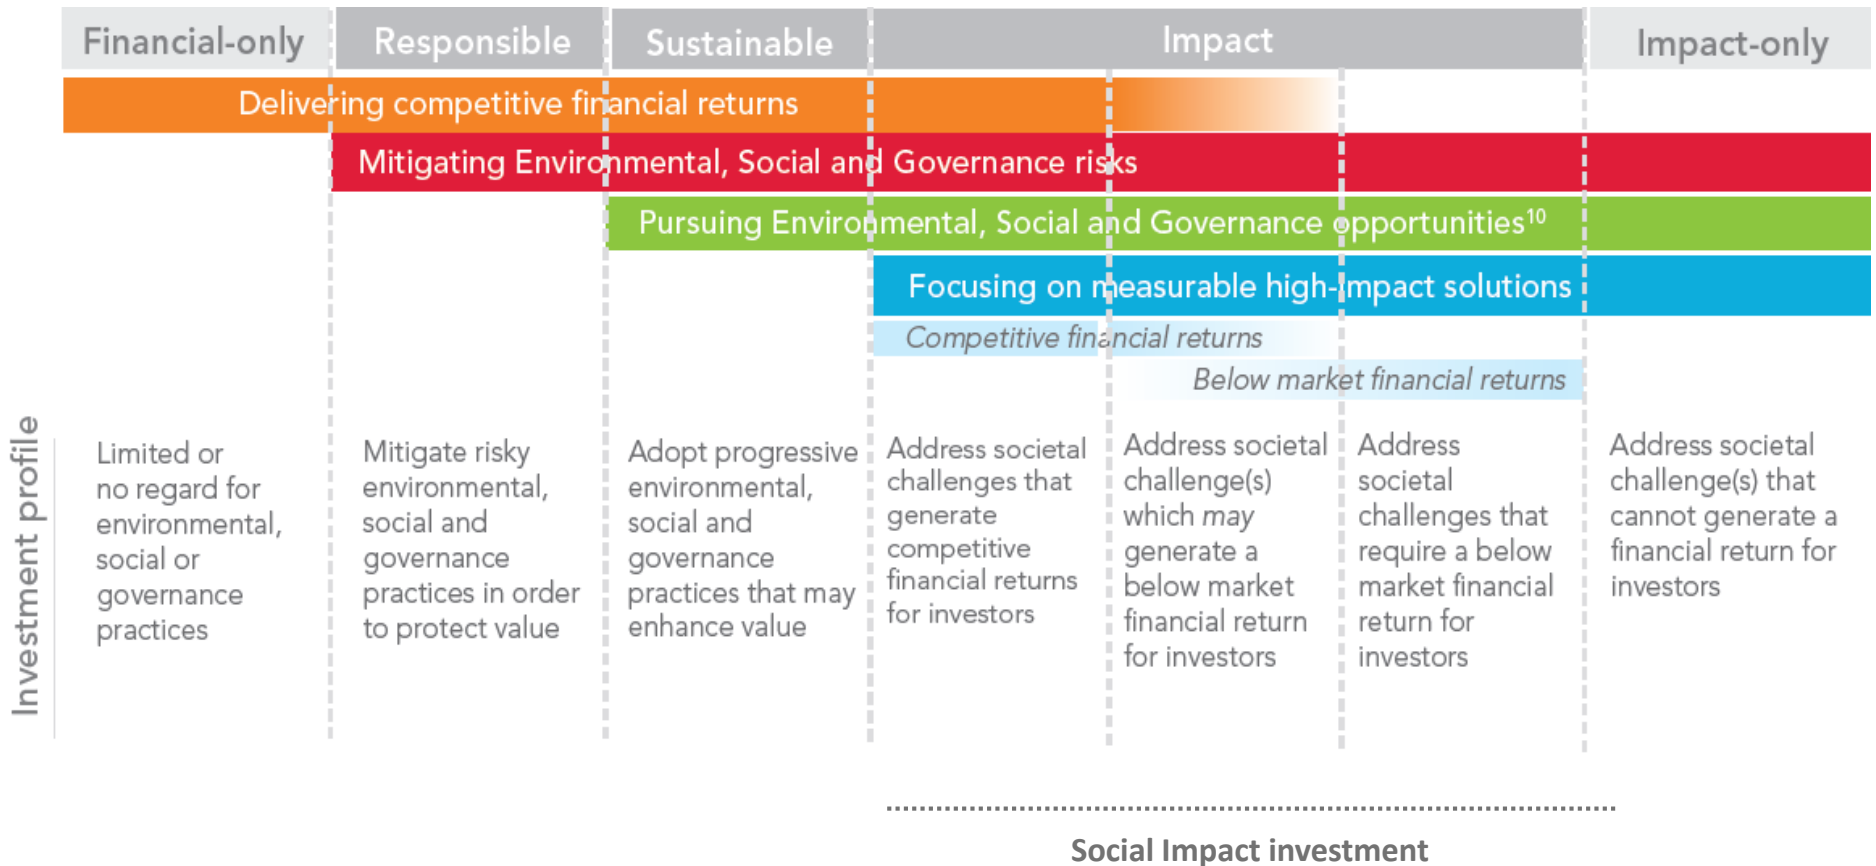 Financial-only
Responsible
Sustainable
Impact
Impact-only
Delivering competitive financial returns
Mitigating Environmental, Social and Governance risks
Pursuing Environmental, Social and Governance opportunities¹⁰
Focusing on measurable high-impact solutions
Competitive financial returns
Below market financial returns
Investment profile
Limited or
no regard for
environmental,
social or
governance
practices
Mitigate risky
environmental,
social and
governance
practices in order
to protect value
Adopt progressive
environmental,
social and
governance
practices that may
enhance value
Address societal
challenges that
generate
competitive
financial returns
for investors
Address societal
challenge(s)
which may
generate a
below market
financial return
for investors
Address
societal
challenges that
require a below
market financial
return for
investors
Address societal
challenge(s) that
cannot generate a
financial return for
investors
Social Impact investment